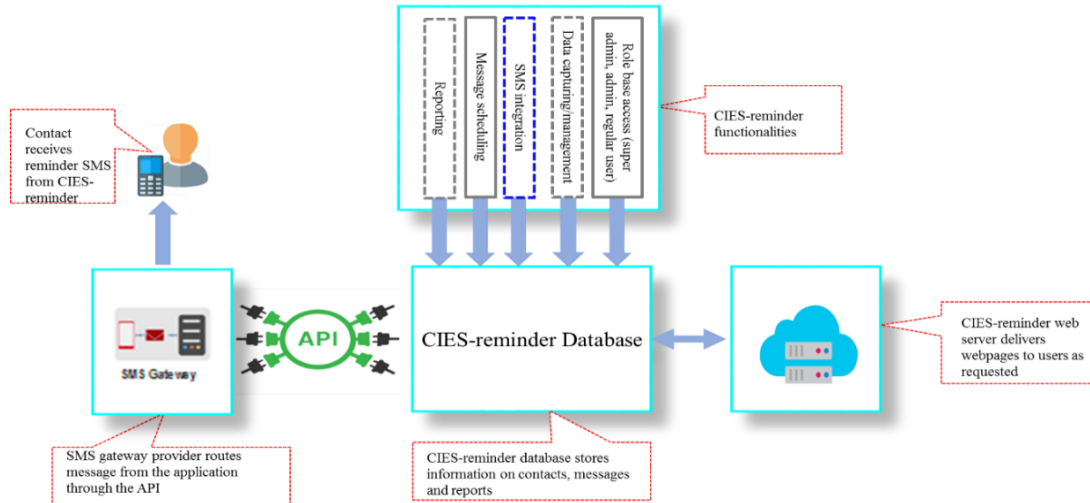 Reporting
Message scheduling
SMS integration
Data capturing/management
Role base access (super
admin, admin, regular user)
CIES-reminder
functionalities
Contact
receives
reminder SMS
from CIES-
reminder
SMS Gateway
API
CIES-reminder Database
CIES-reminder web
server delivers
webpages to users as
requested
SMS gateway provider routes
message from the application
through the API
CIES-reminder database stores
information on contacts, messages
and reports